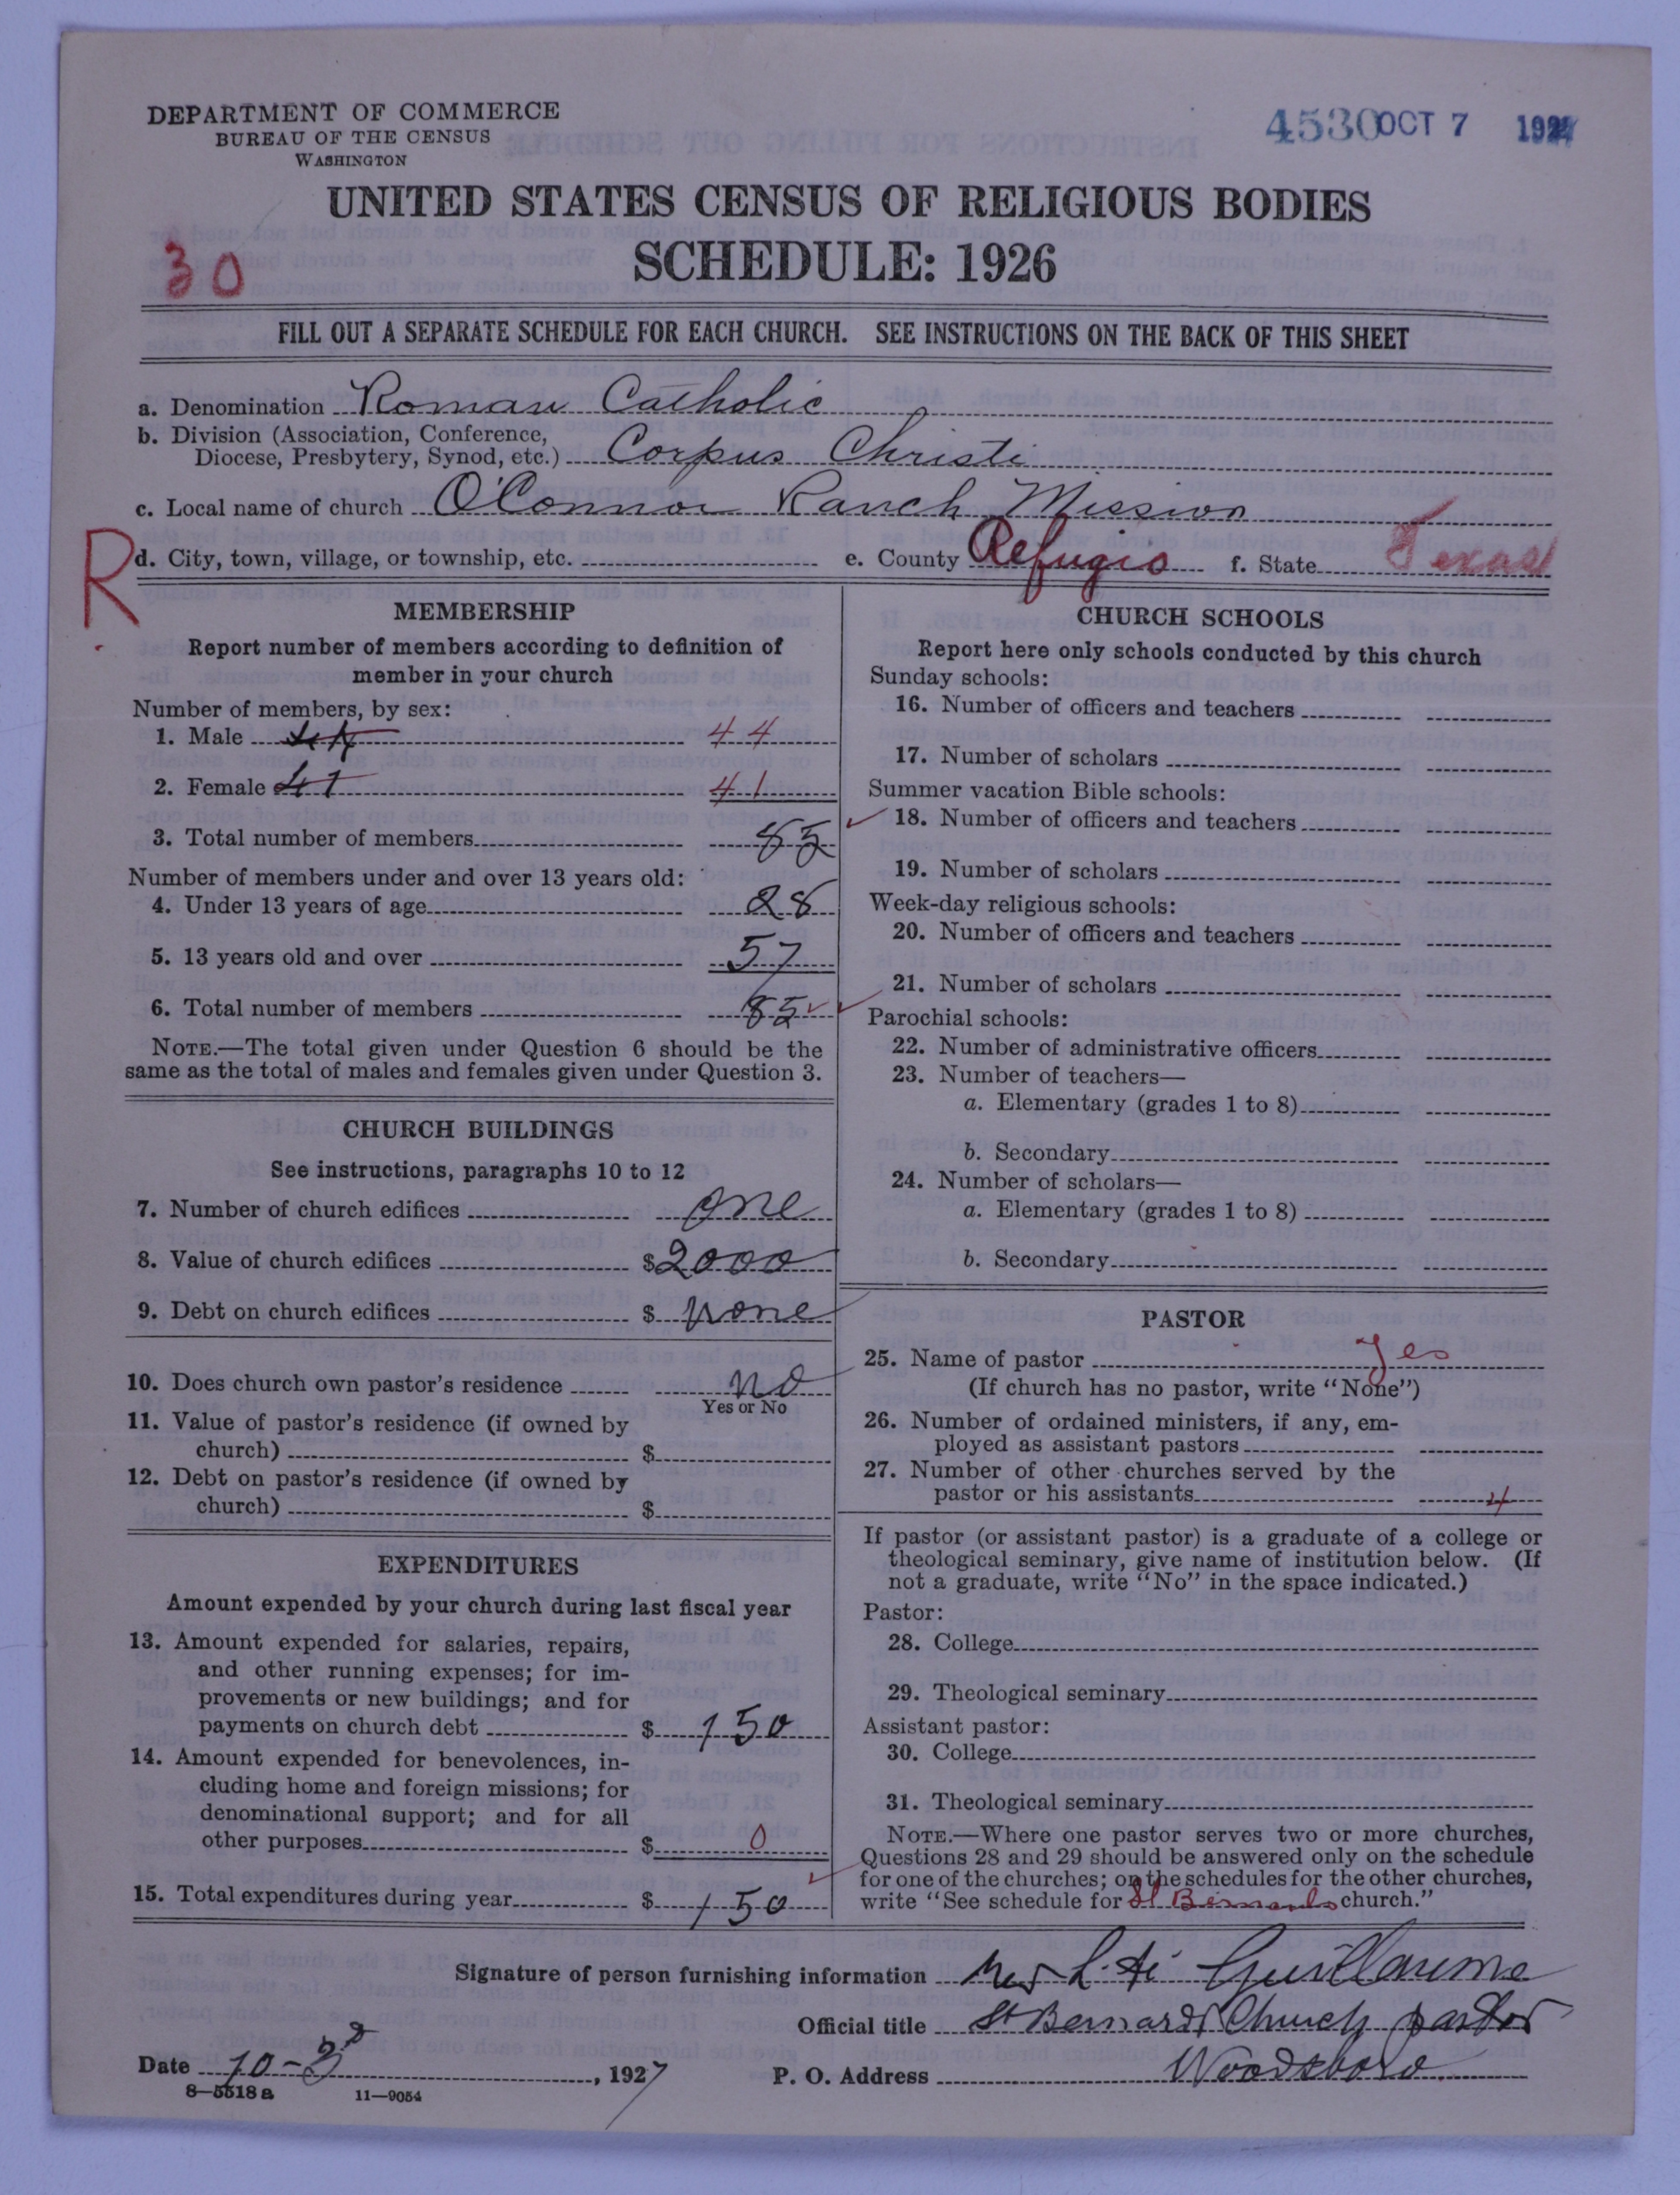 DEPARTMENT OF COMMERCE
BUREAU OF THE CENSUS
WASHINGTON
4530 OCT 7 1927
UNITED STATES CENSUS OF RELIGIOUS BODIES
SCHEDULE: 1926
30
FILL OUT A SEPARATE SCHEDULE FOR EACH CHURCH. SEE INSTRUCTIONS ON THE BACK OF THIS SHEET
a. Denomination Roman Catholic
b. Division (Association, Conference,
Diocese, Presbytery, Synod, etc.) Corpus Christi
c. Local name of church O'Connor Ranch Mission
R
d. City, town, village, or township, etc. e. County Refugio f. State Texas
MEMBERSHIP
Report number of members according to definition of
member in your church
Number of members, by sex:
1. Male 44 44
2. Female 41 41
3. Total number of members 85
Number of members under and over 13 years old:
4. Under 13 years of age 28
5. 13 years old and over 57
6. Total number of members 85
NOTE.—The total given under Question 6 should be the
same as the total of males and females given under Question 3.
CHURCH BUILDINGS
See instructions, paragraphs 10 to 12
7. Number of church edifices one
8. Value of church edifices $2000
9. Debt on church edifices $ none
10. Does church own pastor's residence no
Yes or No
11. Value of pastor's residence (if owned by
church) $
12. Debt on pastor's residence (if owned by
church) $
EXPENDITURES
Amount expended by your church during last fiscal year
13. Amount expended for salaries, repairs,
and other running expenses; for im-
provements or new buildings; and for
payments on church debt $ 150
14. Amount expended for benevolences, in-
cluding home and foreign missions; for
denominational support; and for all
other purposes $ 0
15. Total expenditures during year $ 150
CHURCH SCHOOLS
Report here only schools conducted by this church
Sunday schools:
16. Number of officers and teachers
17. Number of scholars
Summer vacation Bible schools:
18. Number of officers and teachers
19. Number of scholars
Week-day religious schools:
20. Number of officers and teachers
21. Number of scholars
Parochial schools:
22. Number of administrative officers
23. Number of teachers—
a. Elementary (grades 1 to 8)
b. Secondary
24. Number of scholars—
a. Elementary (grades 1 to 8)
b. Secondary
PASTOR
25. Name of pastor Yes
(If church has no pastor, write "None")
26. Number of ordained ministers, if any, em-
ployed as assistant pastors
27. Number of other churches served by the
pastor or his assistants 4
If pastor (or assistant pastor) is a graduate of a college or
theological seminary, give name of institution below. (If
not a graduate, write "No" in the space indicated.)
Pastor:
28. College
29. Theological seminary
Assistant pastor:
30. College
31. Theological seminary
NOTE.—Where one pastor serves two or more churches,
Questions 28 and 29 should be answered only on the schedule
for one of the churches; on the schedules for the other churches,
write "See schedule for St Bernards church."
Signature of person furnishing information Guillaume
Official title St Bernards Church pastor
Date 10-3d, 1927 P. O. Address Woodsboro
8—5518 a 11—9054